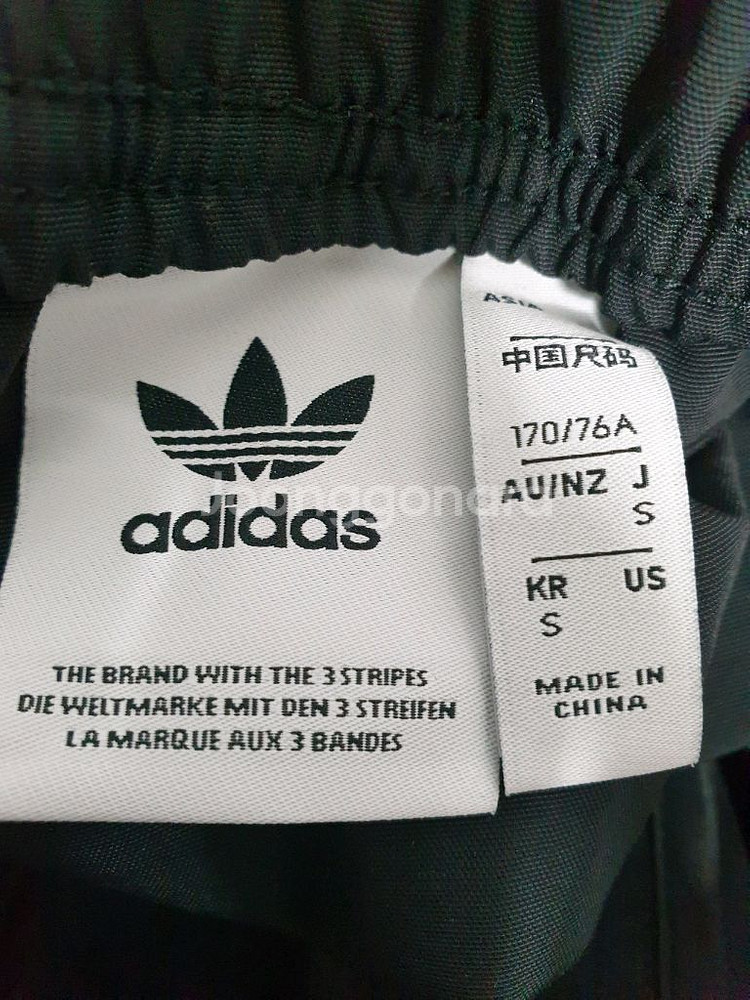 adidas
THE BRAND WITH THE 3 STRIPES
DIE WELTMARKE MIT DEN 3 STREIFEN
LA MARQUE AUX 3 BANDES
ASIA
中国尺码
170/76A
AU/NZ J
S
KR US
S
MADE IN
CHINA
Joonggonara